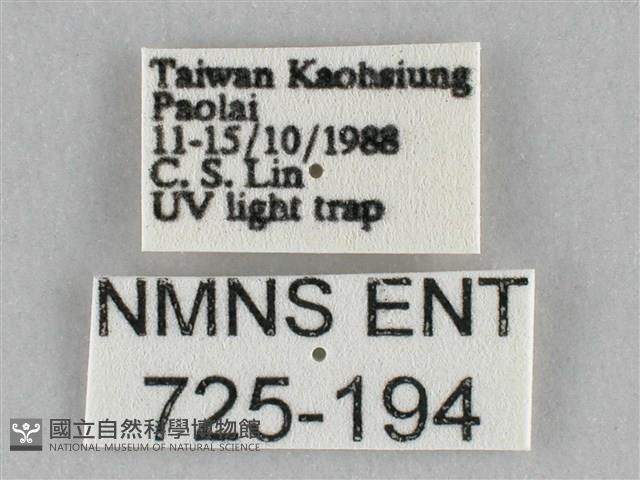 Taiwan Kaohsiung
Paolai
11-15/10/1988
C. S. Lin
UV light trap
NMNS ENT
725-194
國立自然科學博物館
NATIONAL MUSEUM OF NATURAL SCIENCE